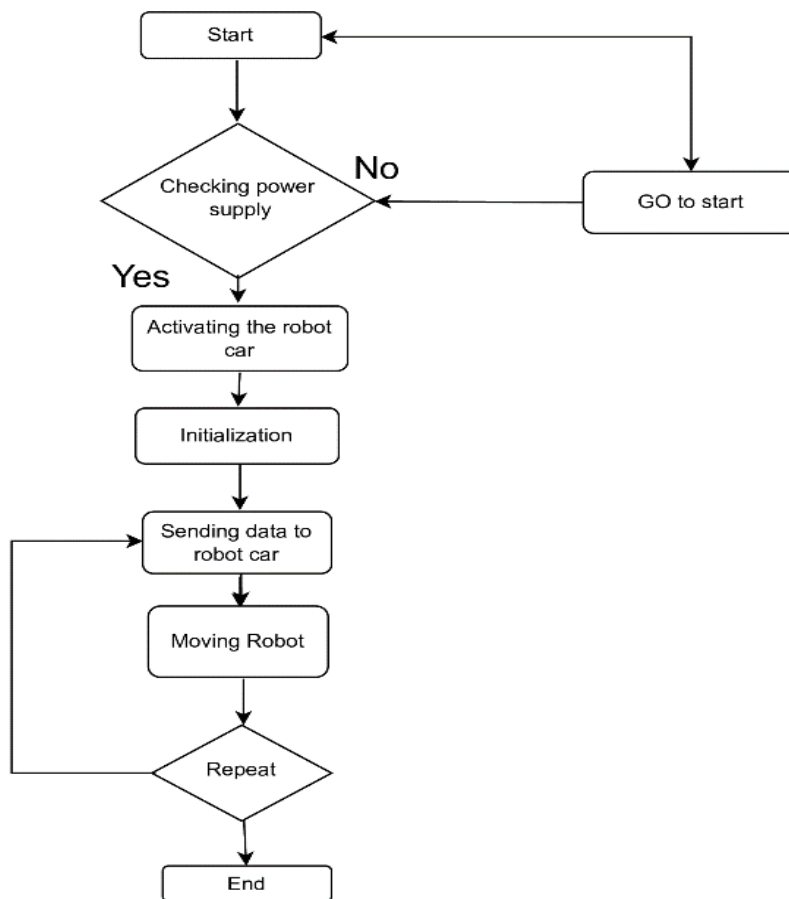 Start
No
Checking power
supply
GO to start
Yes
Activating the robot
car
Initialization
Sending data to
robot car
Moving Robot
Repeat
End